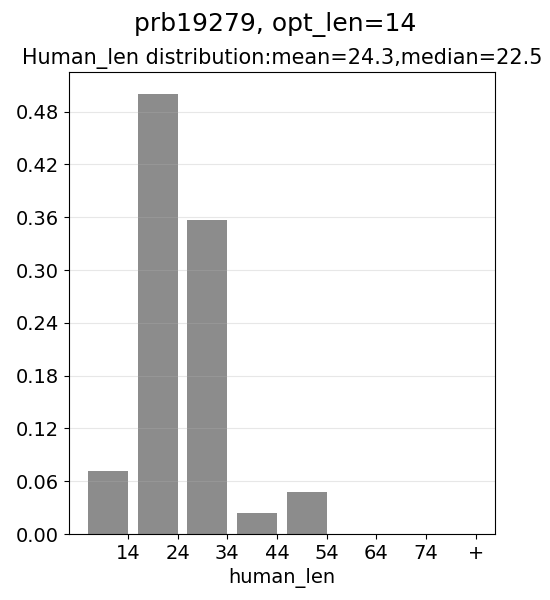 prb19279, opt_len=14
Human_len distribution:mean=24.3,median=22.5
0.48
0.42
0.36
0.30
0.24
0.18
0.12
0.06
0.00
14 24 34 44 54 64 74 +
human_len